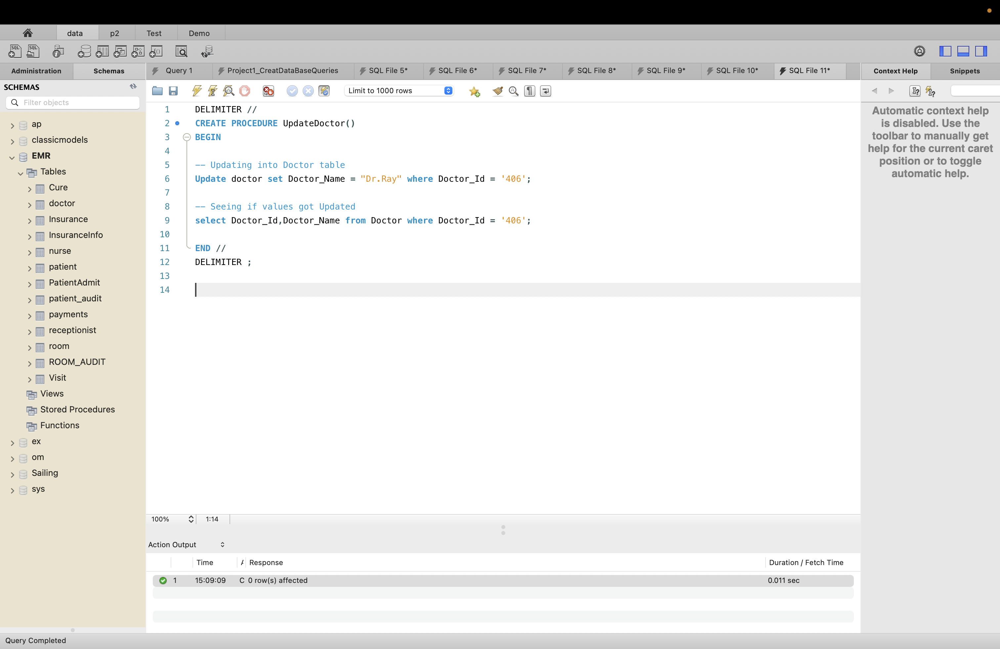 data p2 Test Demo
Administration Schemas Query 1 Project1_CreatDataBaseQueries SQL File 5* SQL File 6* SQL File 7* SQL File 8* SQL File 9* SQL File 10* SQL File 11* Context Help Snippets
SCHEMAS
Filter objects
ap
classicmodels
EMR
Tables
Cure
doctor
Insurance
InsuranceInfo
nurse
patient
PatientAdmit
patient_audit
payments
receptionist
room
ROOM_AUDIT
Visit
Views
Stored Procedures
Functions
ex
om
Sailing
sys
Limit to 1000 rows
1 DELIMITER //
2 CREATE PROCEDURE UpdateDoctor()
3 BEGIN
4
5 -- Updating into Doctor table
6 Update doctor set Doctor_Name = "Dr.Ray" where Doctor_Id = '406';
7
8 -- Seeing if values got Updated
9 select Doctor_Id,Doctor_Name from Doctor where Doctor_Id = '406';
10
11 END //
12 DELIMITER ;
13
14
100% 1:14
Action Output
Time A Response Duration / Fetch Time
1 15:09:09 C 0 row(s) affected 0.011 sec
Automatic context help
is disabled. Use the
toolbar to manually get
help for the current caret
position or to toggle
automatic help.
Query Completed